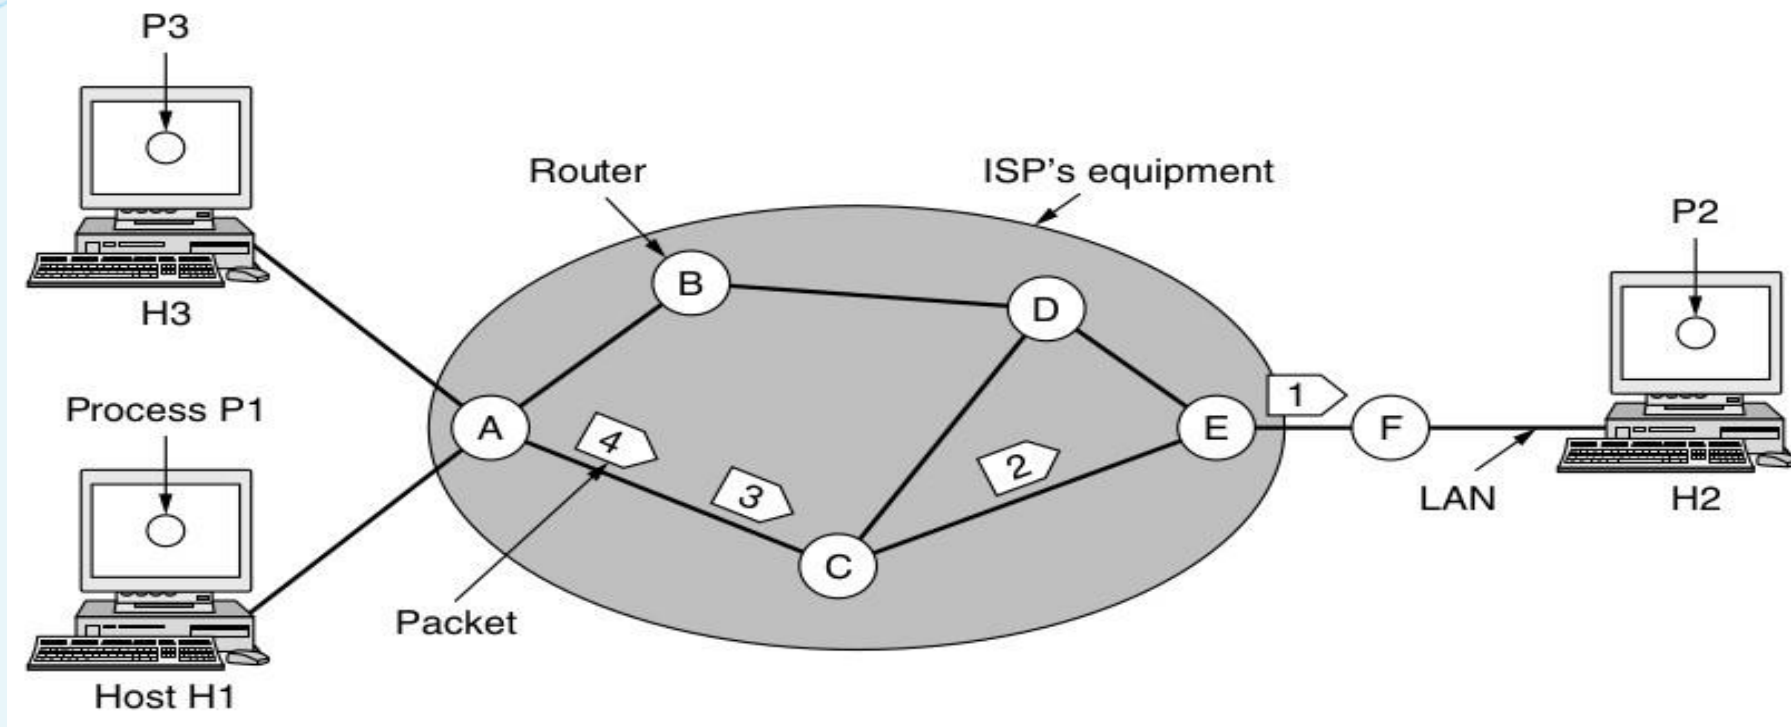 P3
Router
ISP's equipment
P2
B
D
H3
1
Process P1
A
4
E
F
2
3
LAN
H2
C
Packet
Host H1